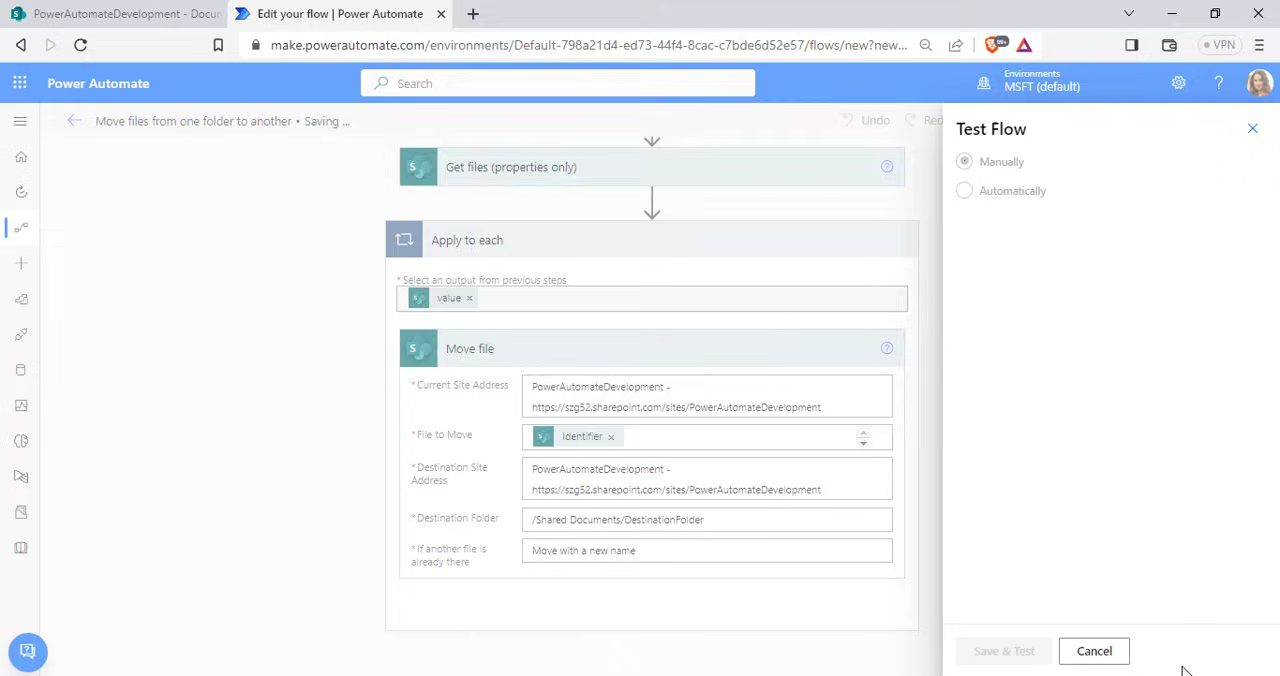 PowerAutomateDevelopment - Docum
Edit your flow | Power Automate
make.powerautomate.com/environments/Default-798a21d4-ed73-44f4-8cac-c7bde6d52e57/flows/new?new...
99+
VPN
Power Automate
Search
Environments
MSFT (default)
Move files from one folder to another • Saving ...
Undo
Red
Get files (properties only)
Apply to each
*Select an output from previous steps
value
Move file
*Current Site Address
PowerAutomateDevelopment -
https://szg52.sharepoint.com/sites/PowerAutomateDevelopment
*File to Move
Identifier
*Destination Site
Address
PowerAutomateDevelopment -
https://szg52.sharepoint.com/sites/PowerAutomateDevelopment
*Destination Folder
/Shared Documents/DestinationFolder
*If another file is
already there
Move with a new name
Test Flow
Manually
Automatically
Save & Test
Cancel